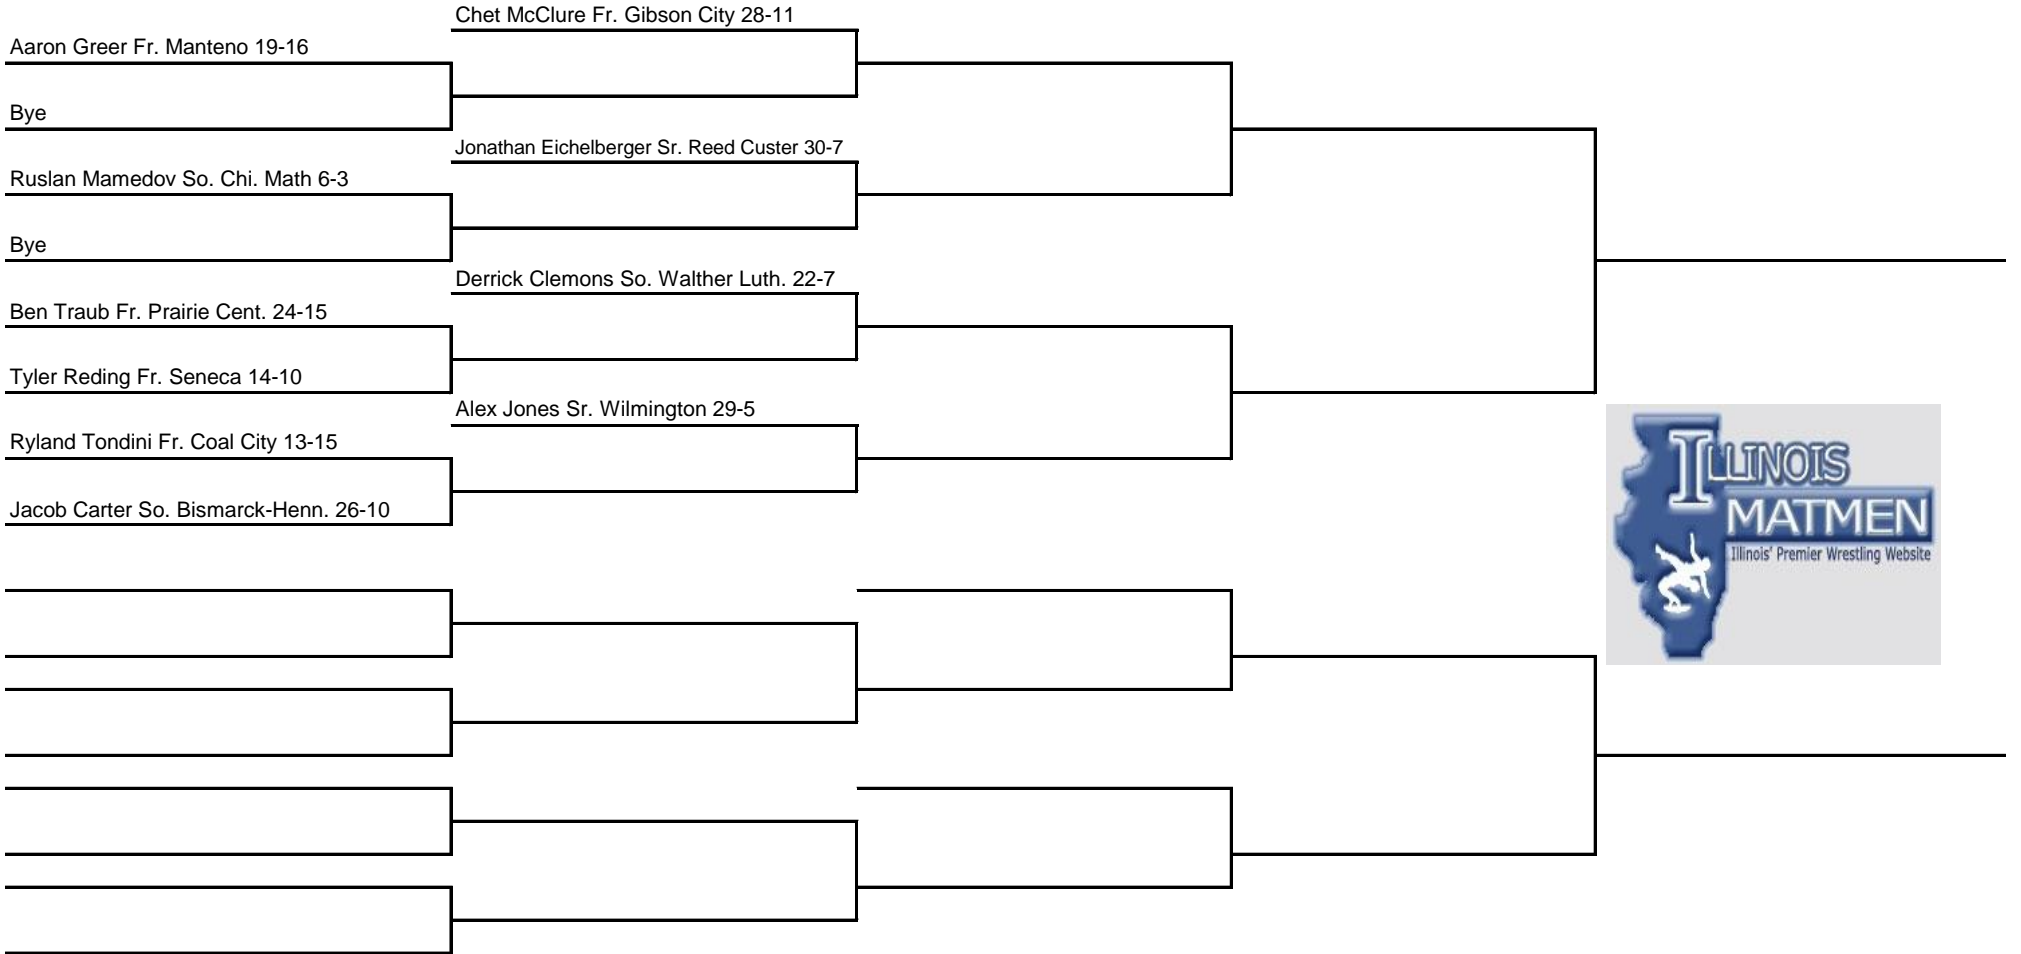 Chet McClure Fr. Gibson City 28-11
Aaron Greer Fr. Manteno 19-16
Bye
Jonathan Eichelberger Sr. Reed Custer 30-7
Ruslan Mamedov So. Chi. Math 6-3
Bye
Derrick Clemons So. Walther Luth. 22-7
Ben Traub Fr. Prairie Cent. 24-15
Tyler Reding Fr. Seneca 14-10
Alex Jones Sr. Wilmington 29-5
Ryland Tondini Fr. Coal City 13-15
Jacob Carter So. Bismarck-Henn. 26-10
ILLINOIS
MATMEN
Illinois' Premier Wrestling Website